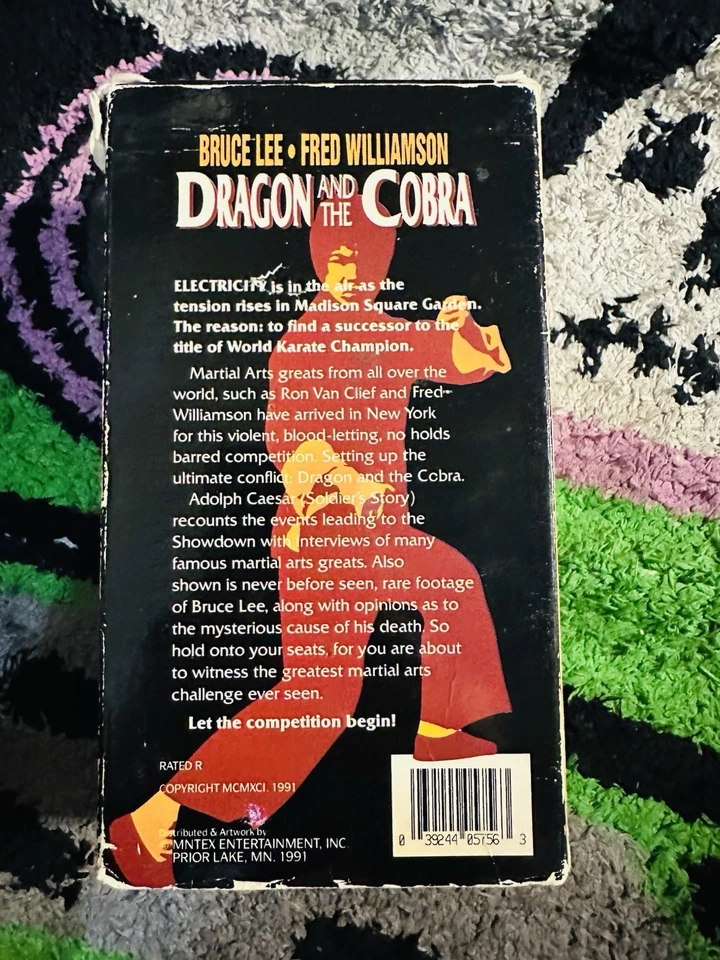 BRUCE LEE • FRED WILLIAMSON
DRAGON AND THE COBRA
ELECTRICITY is in the air as the
tension rises in Madison Square Garden.
The reason: to find a successor to the
title of World Karate Champion.
Martial Arts greats from all over the
world, such as Ron Van Clief and Fred
Williamson have arrived in New York
for this violent, blood-letting, no holds
barred competition. Setting up the
ultimate conflict: Dragon and the Cobra.
Adolph Caesar (Soldier's Story)
recounts the events leading to the
Showdown with Interviews of many
famous martial arts greats. Also
shown is never before seen, rare footage
of Bruce Lee, along with opinions as to
the mysterious cause of his death. So
hold onto your seats, for you are about
to witness the greatest martial arts
challenge ever seen.
Let the competition begin!
RATED R
COPYRIGHT MCMXCI. 1991
Distributed & Artwork by
MNTEX ENTERTAINMENT, INC.
PRIOR LAKE, MN. 1991
0 39244 05756 3